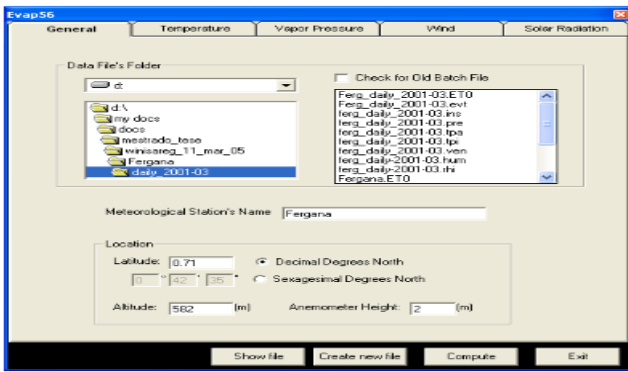 Evap56
General Temperature Vapor Pressure Wind Solar Radiation
Data File's Folder
d:
Check for Old Batch File
d:\
my docs
docs
mestrado_tese
winisareg_11_mar_05
Fergana
daily_2001-03
Ferg_daily_2001-03.ET0
Ferg_daily_2001-03.evt
ferg_daily_2001-03.ins
ferg_daily_2001-03.pre
ferg_daily_2001-03.tpa
ferg_daily_2001-03.tpi
ferg_daily_2001-03.ven
ferg_daily-2001-03.hum
ferg_daily-2001-03.rhi
Fergana.ET0
Meteorological Station's Name Fergana
Location
Latitude: 0.71 Decimal Degrees North
0 ° 42 ' 35 " Sexagesimal Degrees North
Altitude: 582 (m) Anemometer Height: 2 (m)
Show file Create new file Compute Exit